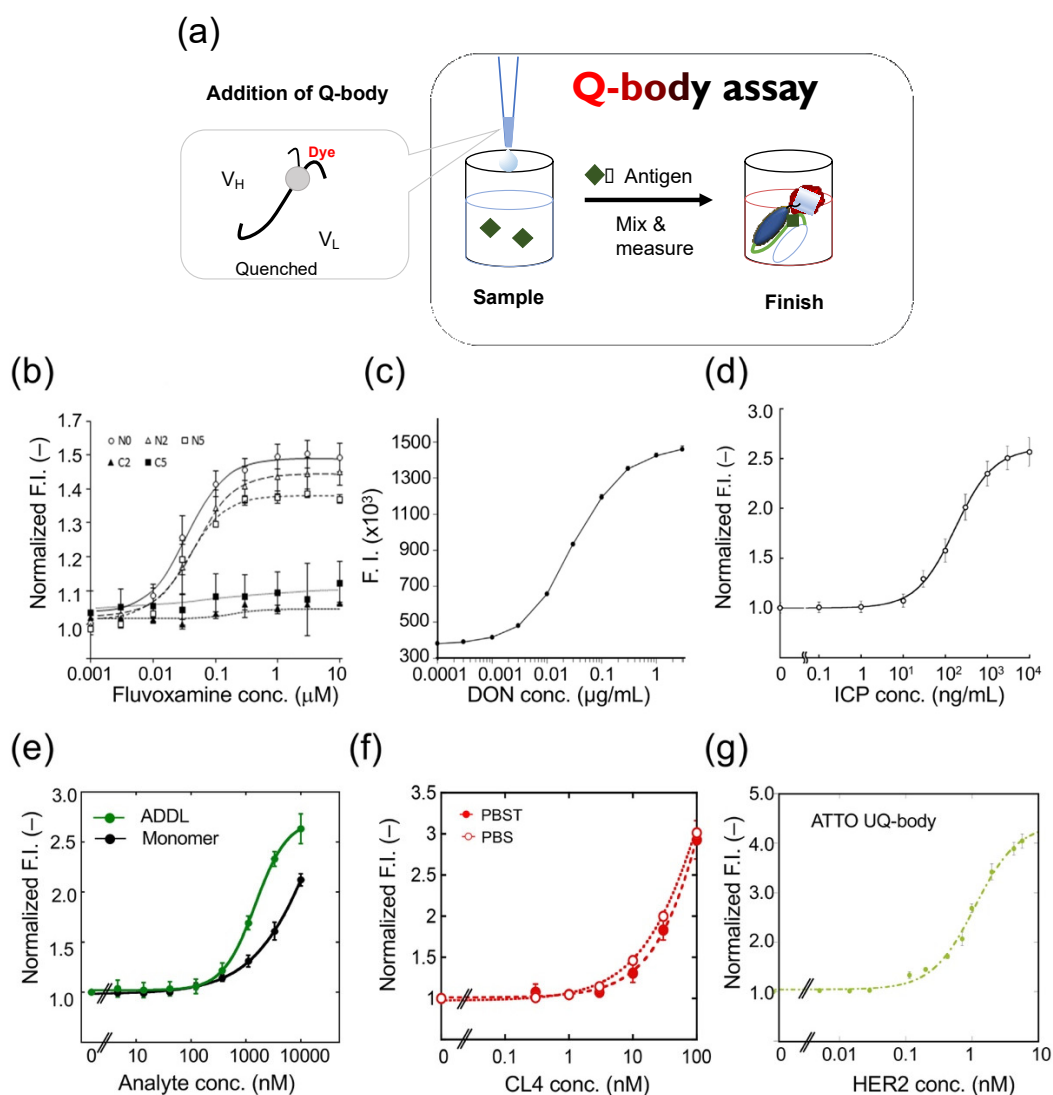 (a)
Addition of Q-body
Dye
VH
VL
Quenched
Q-body assay
Antigen
Mix &
measure
Sample
Finish
(b)
Normalized F.I. (–)
1.7
1.5
1.4
1.3
1.2
1.1
1.0
N0 N2 N5
C2 C5
0.001 0.01 0.1 1 10
Fluvoxamine conc. (μM)
(c)
F. I. (x10³)
1500
1300
1100
900
700
500
300
0.0001 0.001 0.01 0.1 1
DON conc. (μg/mL)
(d)
Normalized F.I. (–)
3.0
2.5
2.0
1.5
1.0
0 0.1 1 10¹ 10² 10³ 10⁴
ICP conc. (ng/mL)
(e)
Normalized F.I. (–)
3.0
2.5
2.0
1.5
1.0
ADDL
Monomer
0 10 100 1000 10000
Analyte conc. (nM)
(f)
Normalized F.I. (–)
3.5
3
2.5
2
1.5
1
PBST
PBS
0 0.1 1 10 100
CL4 conc. (nM)
(g)
Normalized F.I. (–)
5.0
4.0
3.0
2.0
1.0
ATTO UQ-body
0 0.01 0.1 1 10
HER2 conc. (nM)